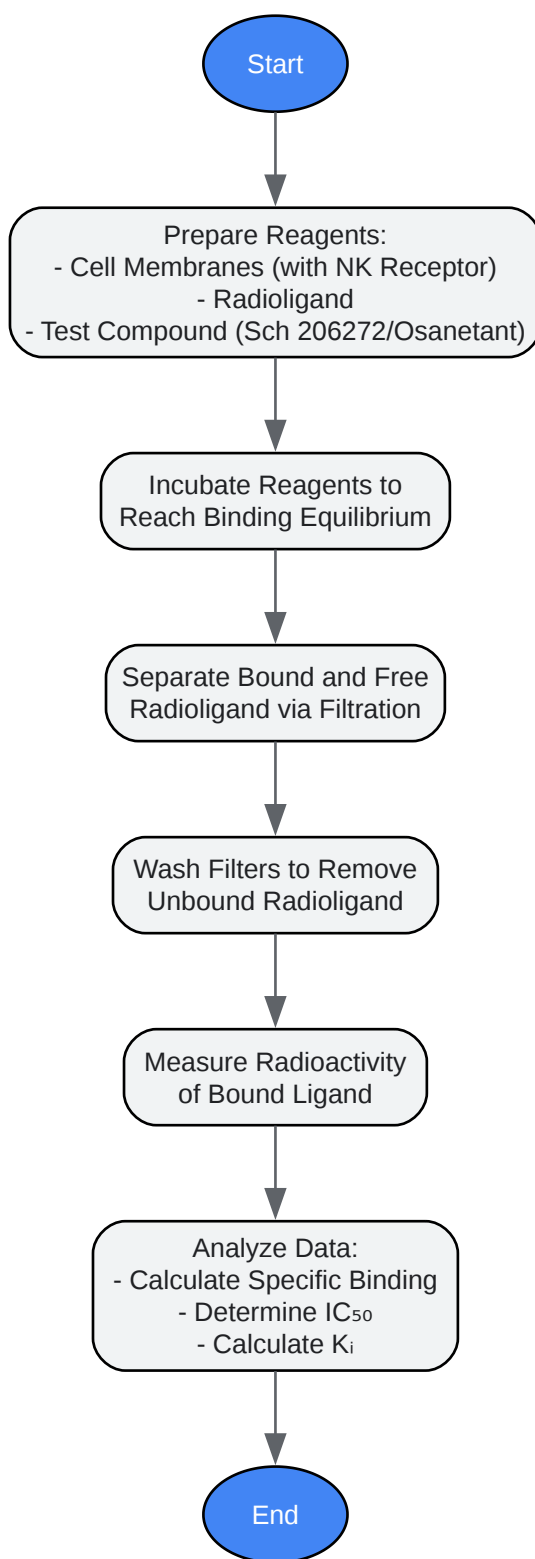 Start
Prepare Reagents:
- Cell Membranes (with NK Receptor)
- Radioligand
- Test Compound (Sch 206272/Osanetant)
Incubate Reagents to
Reach Binding Equilibrium
Separate Bound and Free
Radioligand via Filtration
Wash Filters to Remove
Unbound Radioligand
Measure Radioactivity
of Bound Ligand
Analyze Data:
- Calculate Specific Binding
- Determine IC₅₀
- Calculate Kᵢ
End